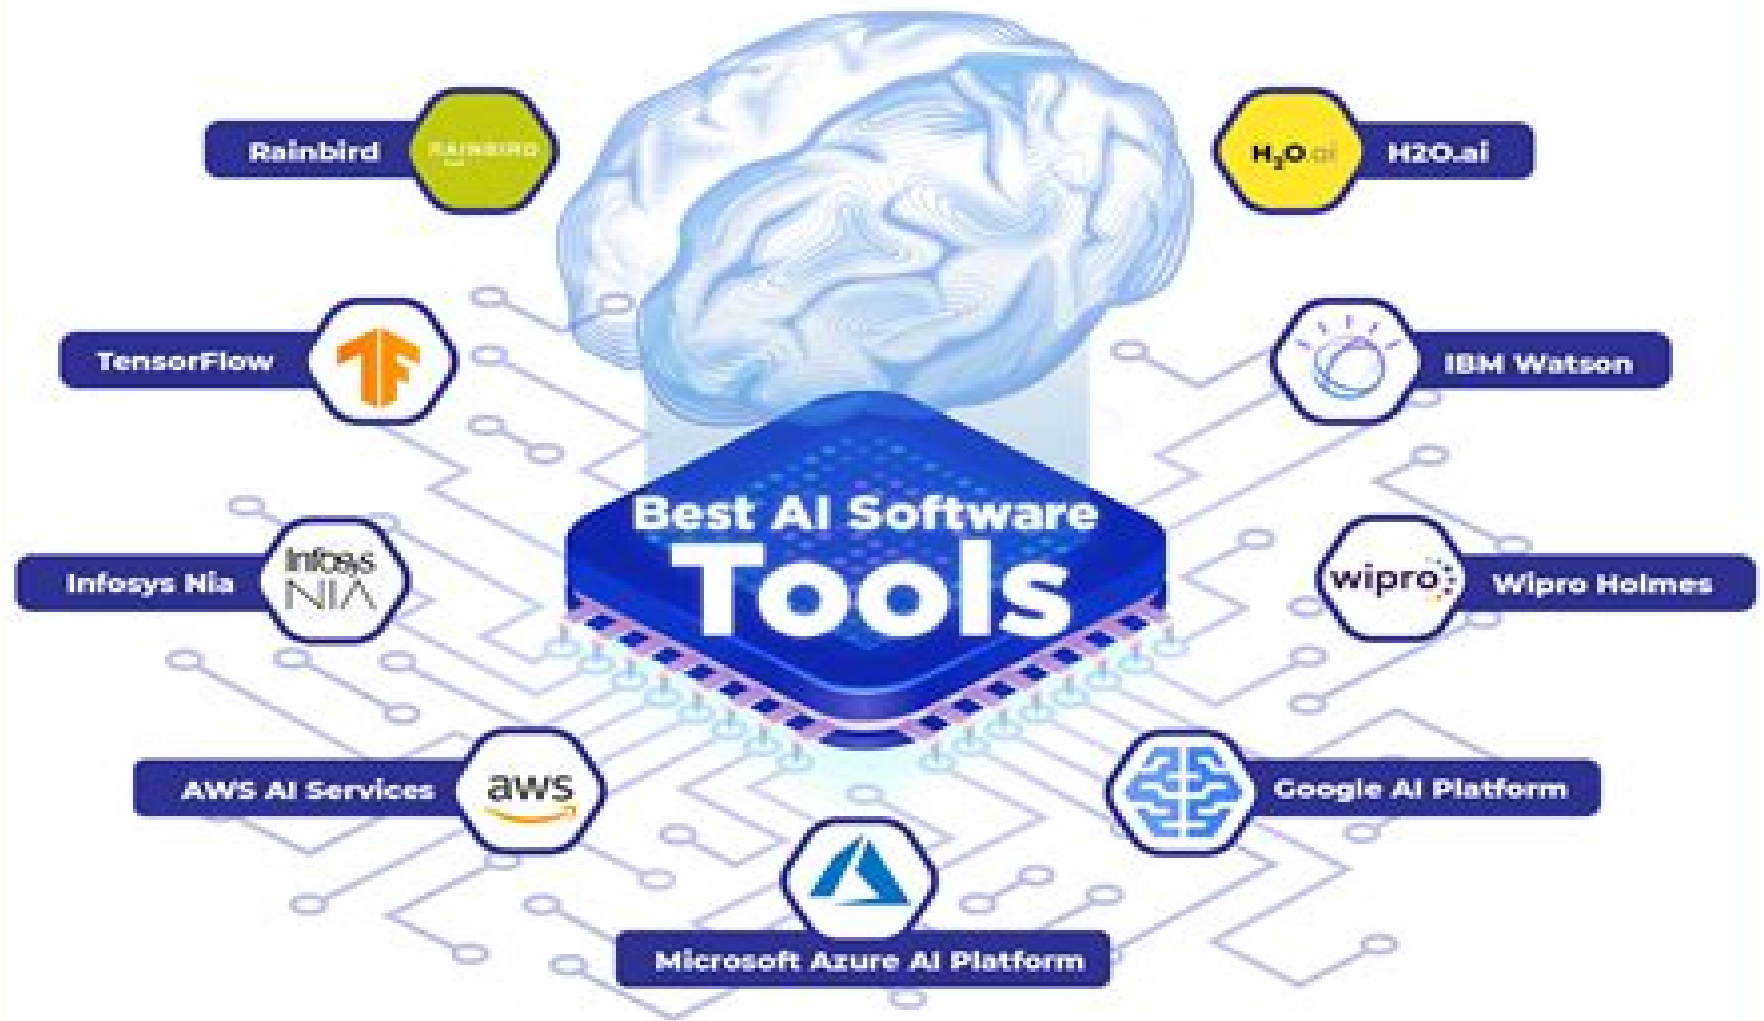 Rainbird
RAINBIRD
H2O.ai
H2O.ai
TensorFlow
IBM Watson
Best AI Software
Tools
Infosys Nia
Infosys
NIA
wipro
Wipro Holmes
AWS AI Services
aws
Google AI Platform
Microsoft Azure AI Platform